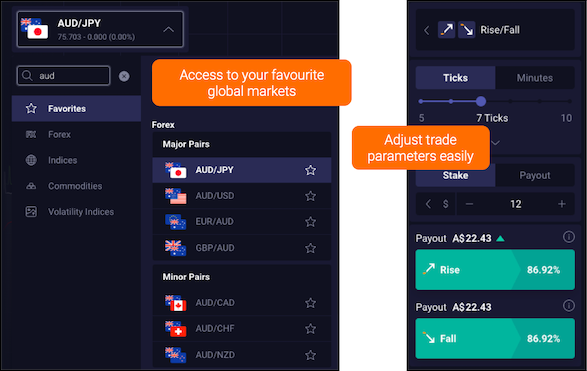 AUD/JPY
75.703 - 0.000 (0.00%)
aud
Access to your favourite
global markets
Favorites
Forex
Indices
Commodities
Volatility Indices
Forex
Major Pairs
AUD/JPY
AUD/USD
EUR/AUD
GBP/AUD
Minor Pairs
AUD/CAD
AUD/CHF
AUD/NZD
Rise/Fall
Ticks Minutes
5 7 Ticks 10
Adjust trade
parameters easily
Stake Payout
$ − 12 +
Payout A$22.43
Rise 86.92%
Payout A$22.43
Fall 86.92%